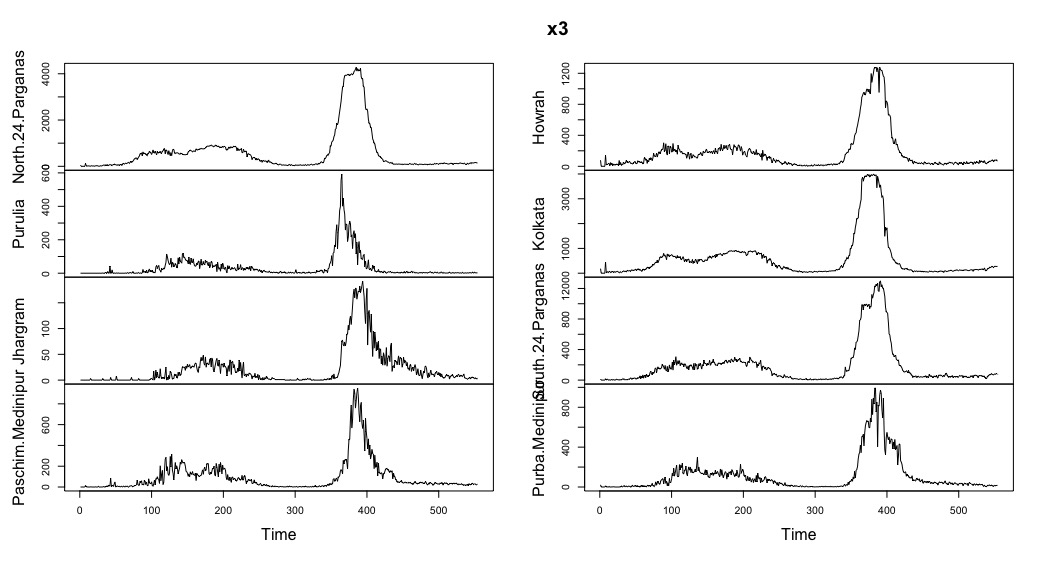 x3
North.24.Parganas
0 2000 4000
Purulia
0 200 400 600
Jhargram
0 50 100
Paschim.Medinipur
0 200 600
0 100 200 300 400 500
Time
Howrah
0 400 800 1200
Kolkata
1000 3000
South.24.Parganas
0 400 800 1200
Purba.Medinipur
0 400 800
0 100 200 300 400 500
Time